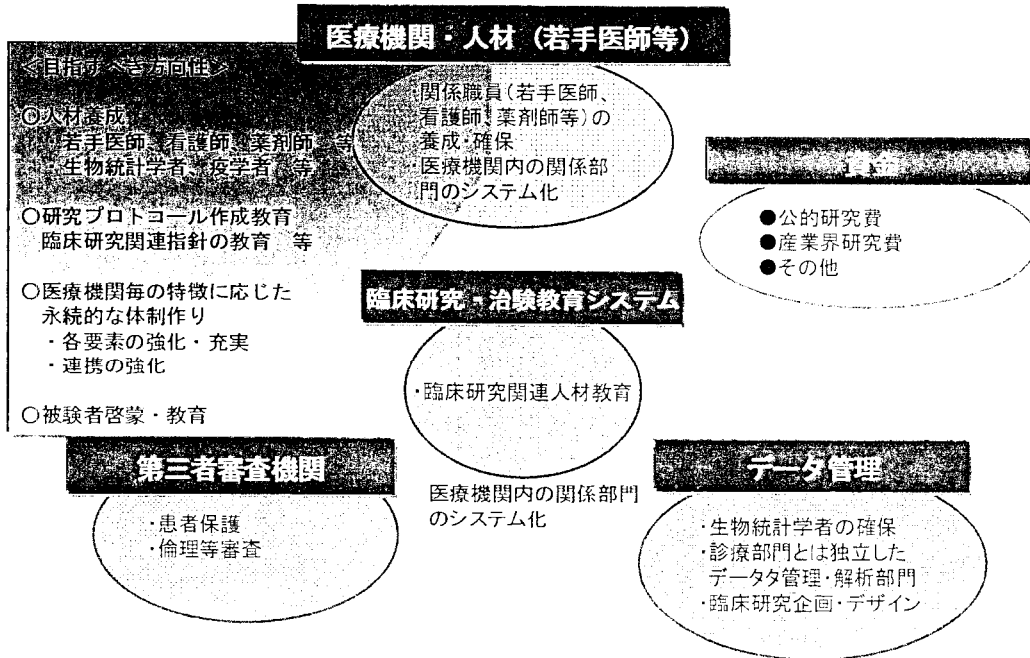 医療機関・人材（若手医師等）
＜目指すべき方向性＞
○人材養成
若手医師、看護師、薬剤師　等
生物統計学者、疫学者　等
○研究プロトコール作成教育
臨床研究関連指針の教育　等
○医療機関毎の特徴に応じた
永続的な体制作り
・各要素の強化・充実
・連携の強化
○被験者啓蒙・教育
関係職員（若手医師、
看護師、薬剤師等）の
養成・確保
・医療機関内の関係部
門のシステム化
資金
●公的研究費
●産業界研究費
●その他
臨床研究・治験教育システム
・臨床研究関連人材教育
医療機関内の関係部門
のシステム化
第三者審査機関
・患者保護
・倫理等審査
データ管理
・生物統計学者の確保
・診療部門とは独立した
データタ管理・解析部門
・臨床研究企画・デザイン